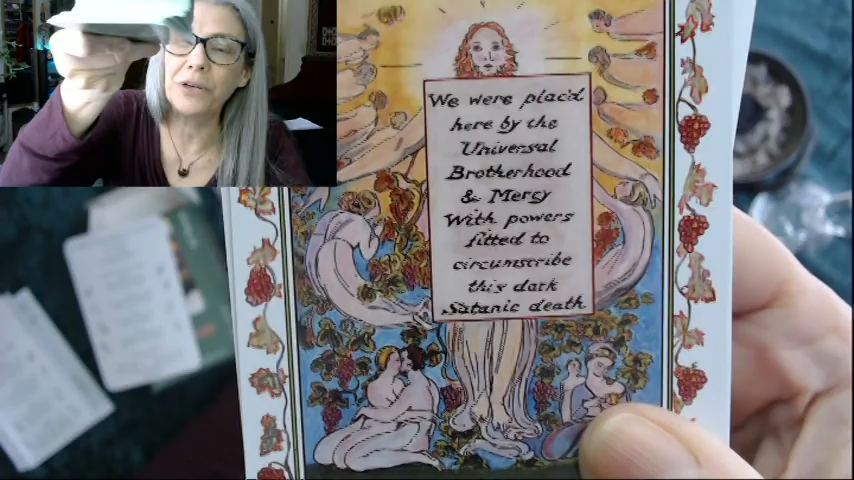 We were plac'd
here by the
Universal
Brotherhood
& Mercy
With powers
fitted to
circumscribe
this dark
Satanic death